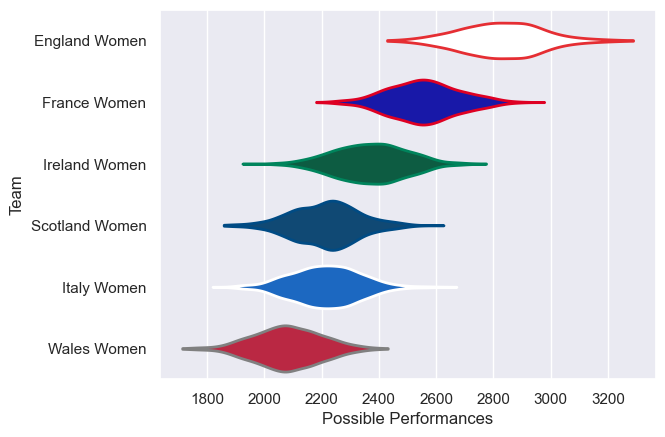 England Women
France Women
Ireland Women
Scotland Women
Italy Women
Wales Women
Team
1800 2000 2200 2400 2600 2800 3000 3200
Possible Performances